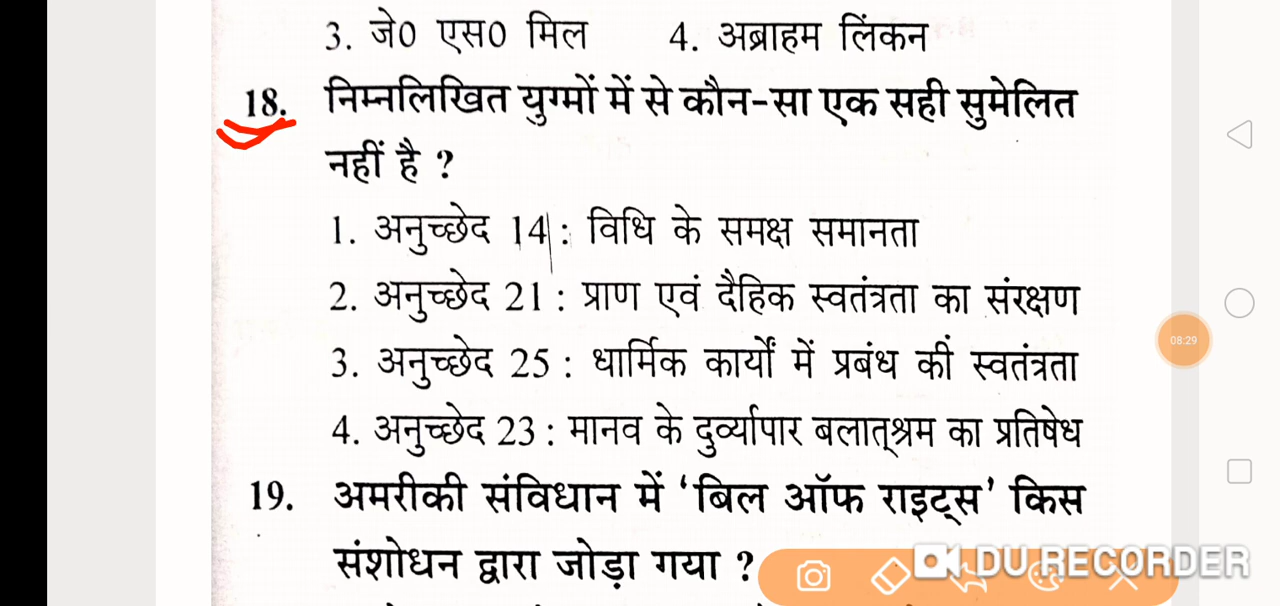 3. जे0 एस0 मिल 4. अब्राहम लिंकन
18. निम्नलिखित युग्मों में से कौन-सा एक सही सुमेलित
नहीं है ?
1. अनुच्छेद 14 : विधि के समक्ष समानता
2. अनुच्छेद 21 : प्राण एवं दैहिक स्वतंत्रता का संरक्षण
3. अनुच्छेद 25 : धार्मिक कार्यों में प्रबंध की स्वतंत्रता
08:29
4. अनुच्छेद 23 : मानव के दुर्व्यापार बलात्श्रम का प्रतिषेध
19. अमरीकी संविधान में ‘बिल ऑफ राइट्स’ किस
संशोधन द्वारा जोड़ा गया ?
DU RECORDER